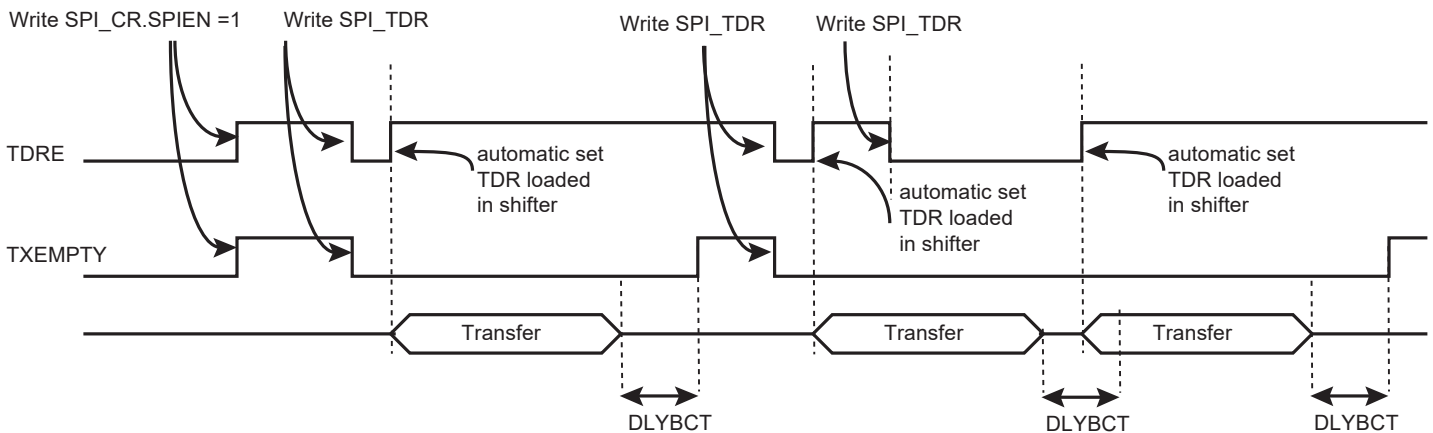 Write SPI_CR.SPIEN =1
Write SPI_TDR
Write SPI_TDR
Write SPI_TDR
TDRE
automatic set
TDR loaded
in shifter
automatic set
TDR loaded
in shifter
automatic set
TDR loaded
in shifter
TXEMPTY
Transfer
Transfer
Transfer
DLYBCT
DLYBCT
DLYBCT